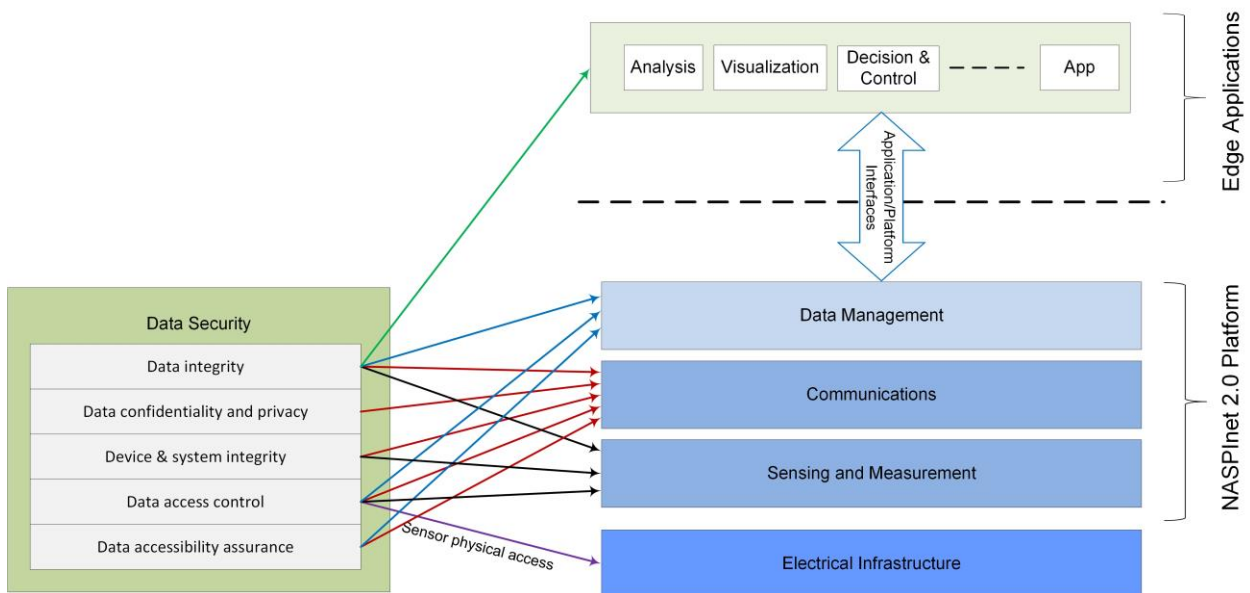 Analysis
Visualization
Decision &
Control
App
Edge Applications
Application/Platform
Interfaces
Data Security
Data integrity
Data confidentiality and privacy
Device & system integrity
Data access control
Data accessibility assurance
Sensor physical access
Data Management
Communications
Sensing and Measurement
Electrical Infrastructure
NASPInet 2.0 Platform